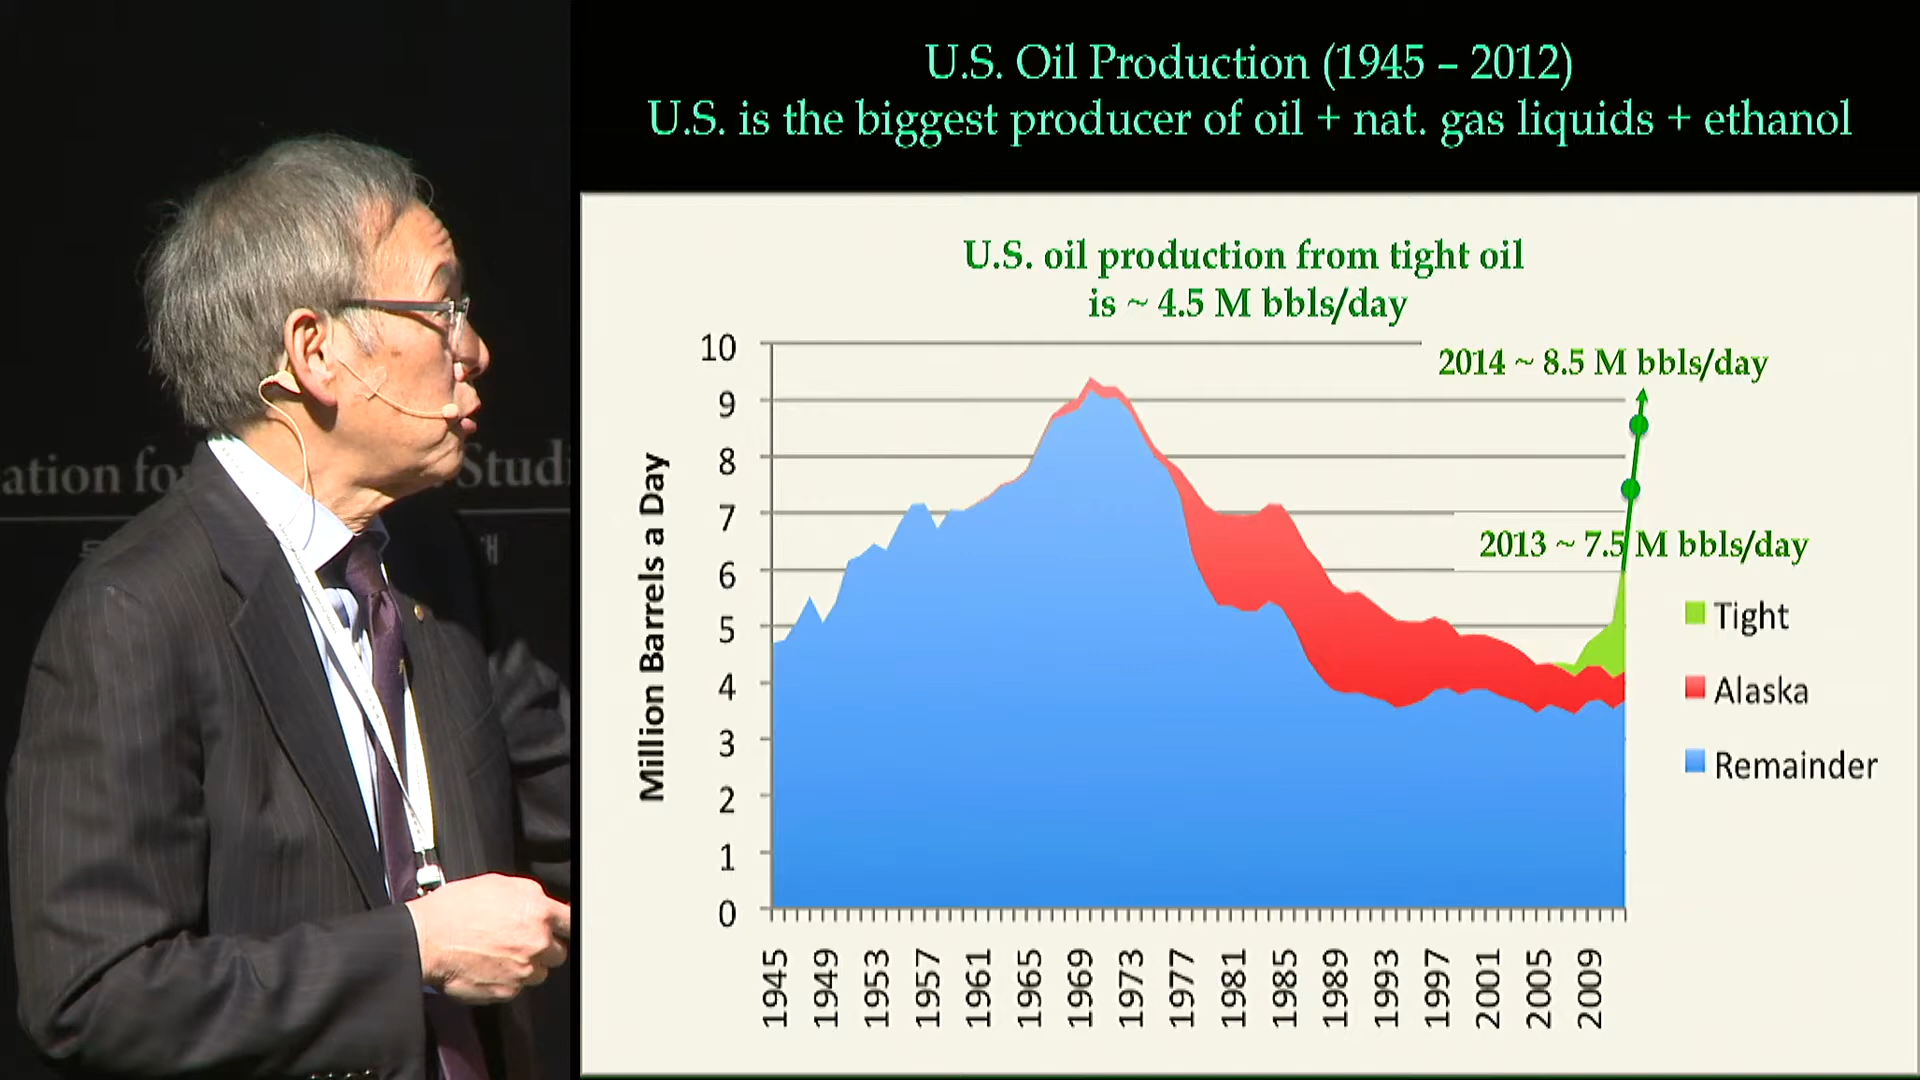 U.S. Oil Production (1945 – 2012)
U.S. is the biggest producer of oil + nat. gas liquids + ethanol
U.S. oil production from tight oil
is ~ 4.5 M bbls/day
2014 ~ 8.5 M bbls/day
2013 ~ 7.5 M bbls/day
Million Barrels a Day
10
9
8
7
6
5
4
3
2
1
0
1945 1949 1953 1957 1961 1965 1969 1973 1977 1981 1985 1989 1993 1997 2001 2005 2009
Tight
Alaska
Remainder
ation for Studi